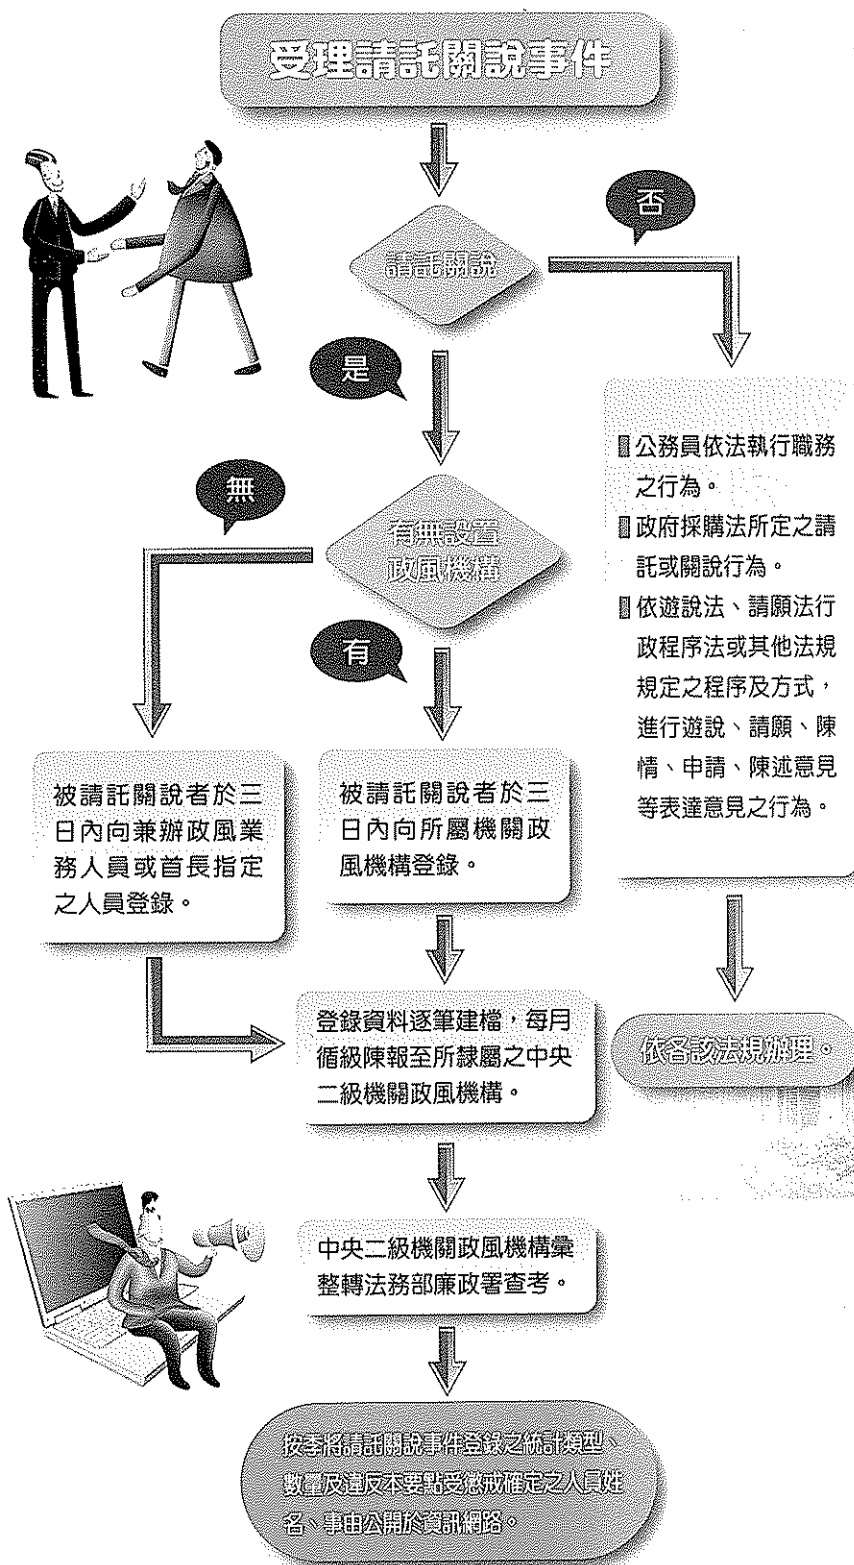 受理請託關說事件
請託關說
否
是
公務員依法執行職務
之行為。
政府採購法所定之請
託或關說行為。
依遊說法、請願法行
政程序法或其他法規
規定之程序及方式，
進行遊說、請願、陳
情、申請、陳述意見
等表達意見之行為。
無
有無設置
政風機構
有
被請託關說者於三
日內向兼辦政風業
務人員或首長指定
之人員登錄。
被請託關說者於三
日內向所屬機關政
風機構登錄。
登錄資料逐筆建檔，每月
循級陳報至所隸屬之中央
二級機關政風機構。
依各該法規辦理。
中央二級機關政風機構彙
整轉法務部廉政署查考。
按季將請託關說事件登錄之統計類型、
數量及違反本要點受懲戒確定之人員姓
名、事由公開於資訊網路。